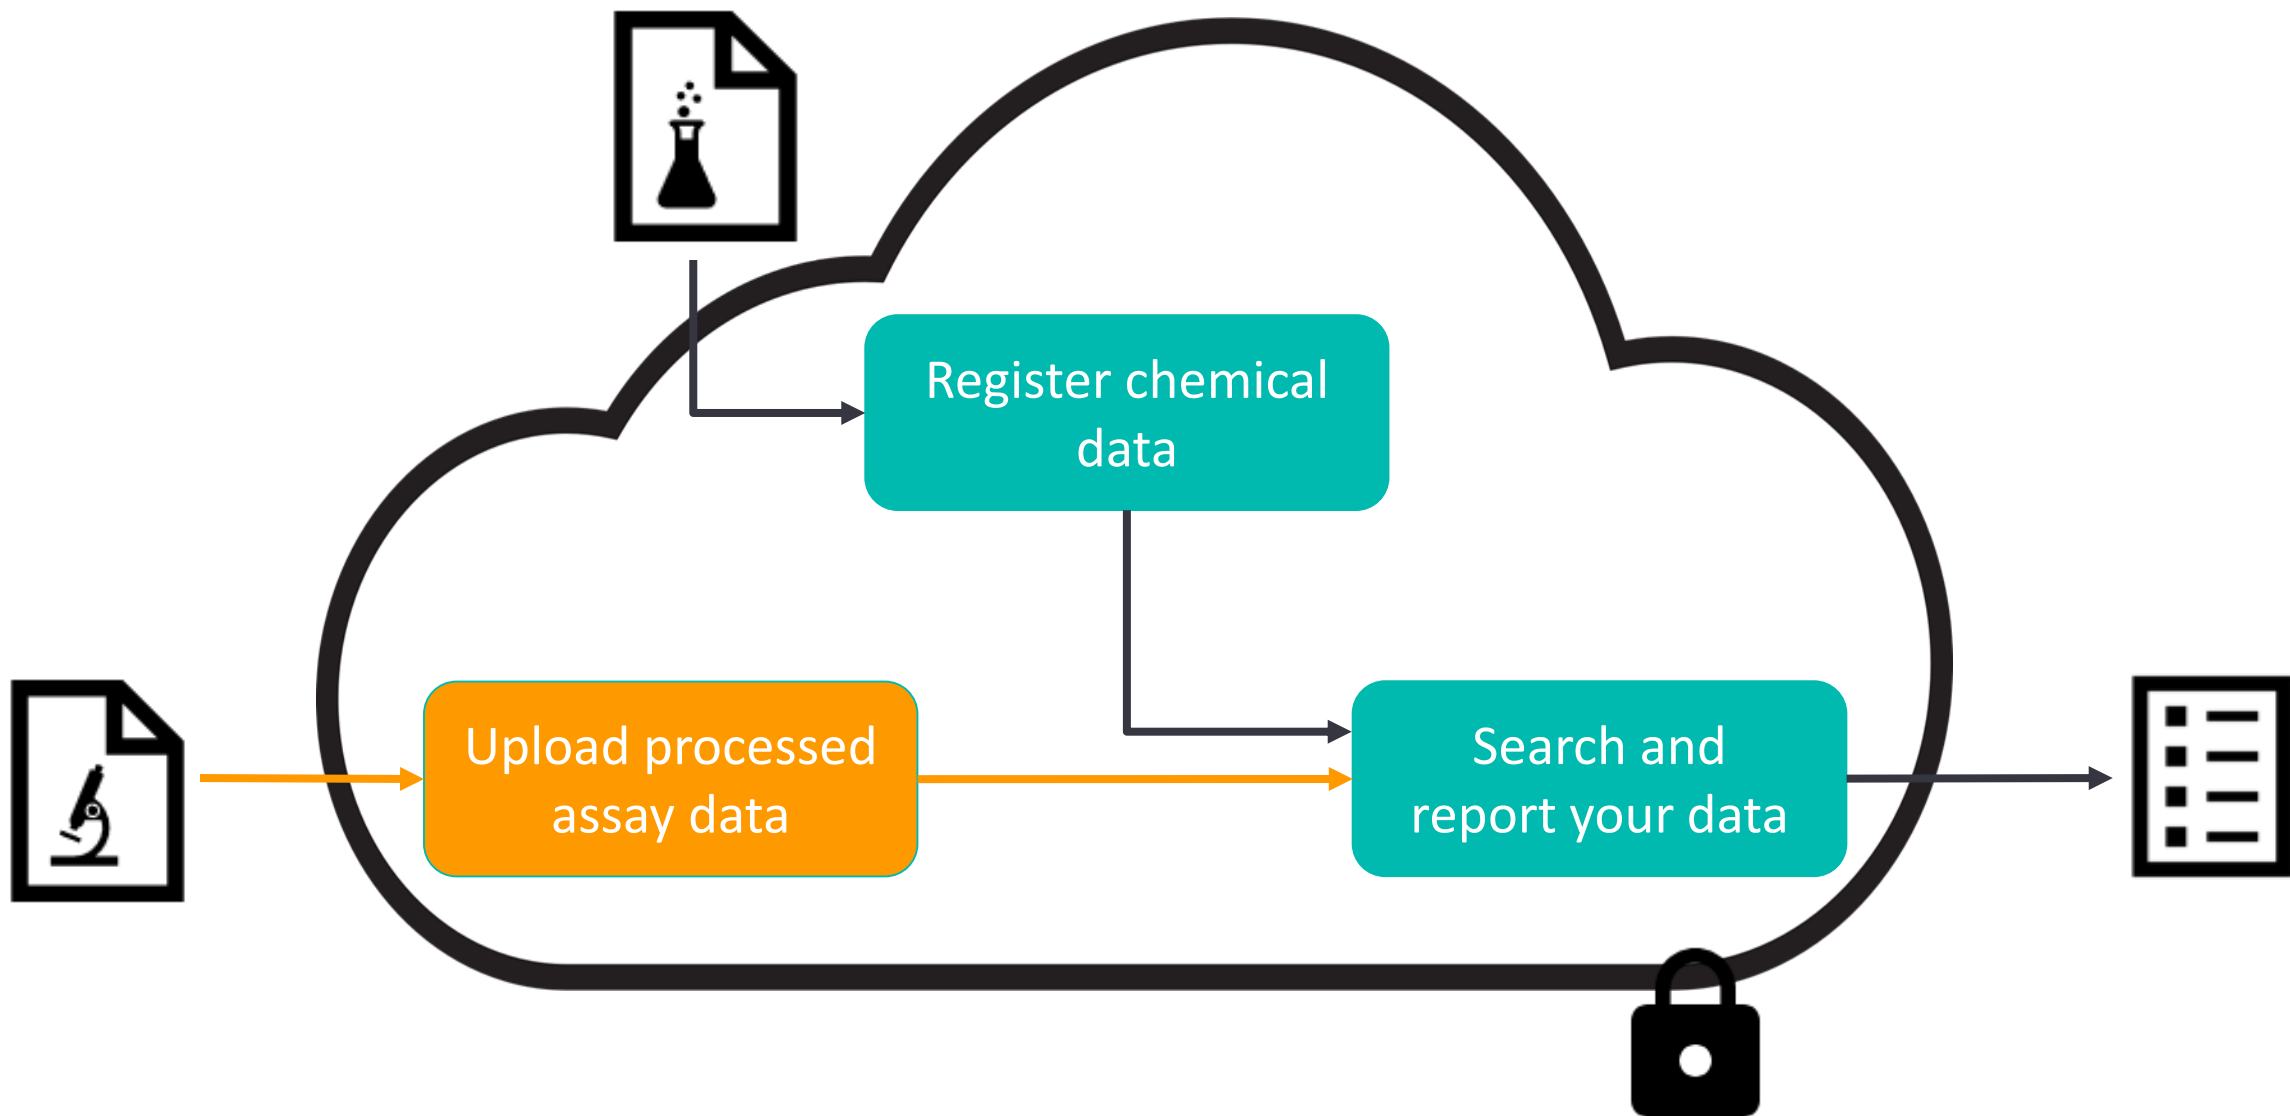 Register chemical
data
Upload processed
assay data
Search and
report your data